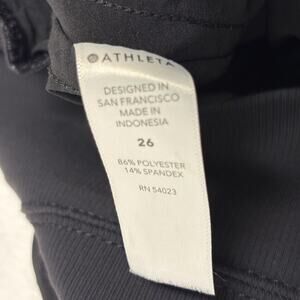 ATHLETA
DESIGNED IN
SAN FRANCISCO
MADE IN
INDONESIA
26
86% POLYESTER
14% SPANDEX
RN 54023